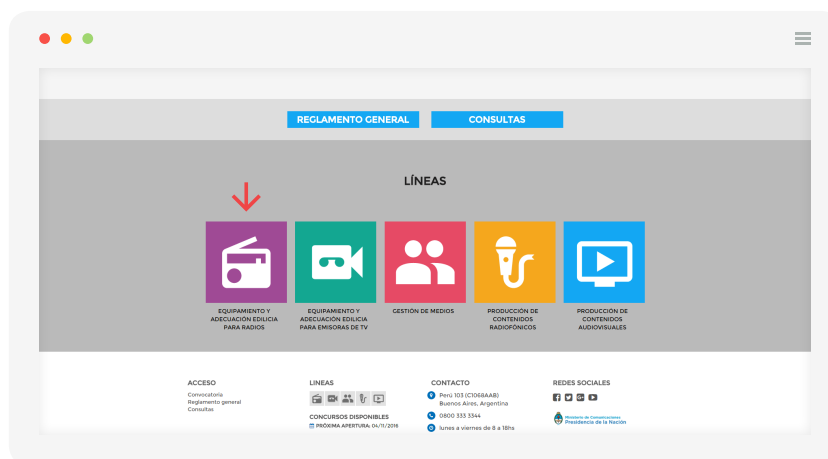 REGLAMENTO GENERAL
CONSULTAS
LÍNEAS
EQUIPAMIENTO Y
ADECUACIÓN EDILICIA
PARA RADIOS
EQUIPAMIENTO Y
ADECUACIÓN EDILICIA
PARA EMISORAS DE TV
GESTIÓN DE MEDIOS
PRODUCCIÓN DE
CONTENIDOS
RADIOFÓNICOS
PRODUCCIÓN DE
CONTENIDOS
AUDIOVISUALES
ACCESO
Convocatoria
Reglamento general
Consultas
LINEAS
CONCURSOS DISPONIBLES
PRÓXIMA APERTURA: 04/11/2016
CONTACTO
Perú 103 (C1068AAB)
Buenos Aires, Argentina
0800 333 3344
lunes a viernes de 8 a 18hs
REDES SOCIALES
Ministerio de Comunicaciones
Presidencia de la Nación